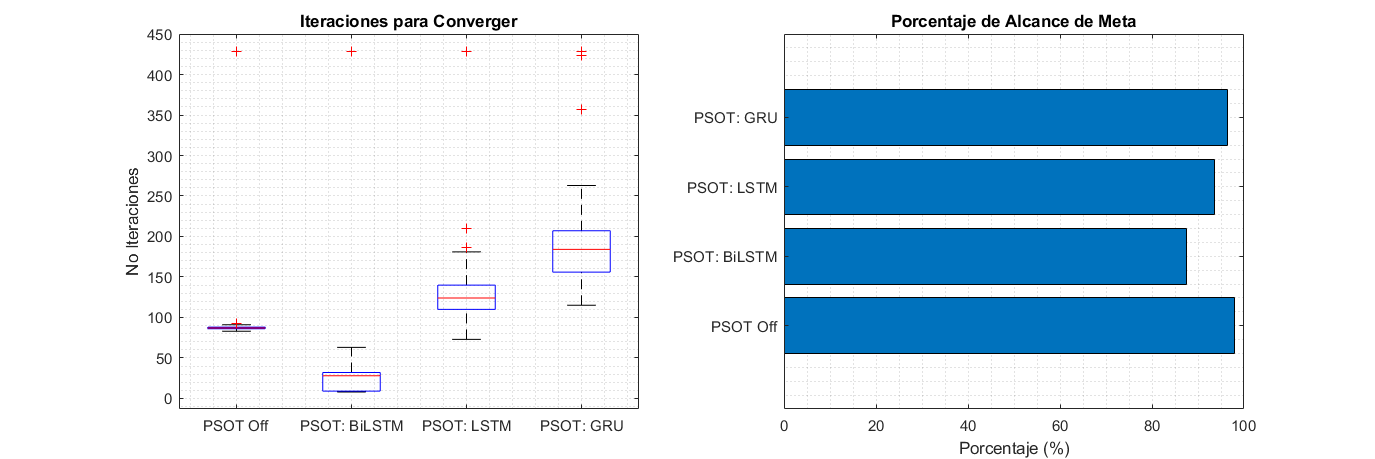 Iteraciones para Converger
No Iteraciones
450
400
350
300
250
200
150
100
50
0
PSOT Off
PSOT: BiLSTM
PSOT: LSTM
PSOT: GRU
Porcentaje de Alcance de Meta
PSOT: GRU
PSOT: LSTM
PSOT: BiLSTM
PSOT Off
0
20
40
60
80
100
Porcentaje (%)